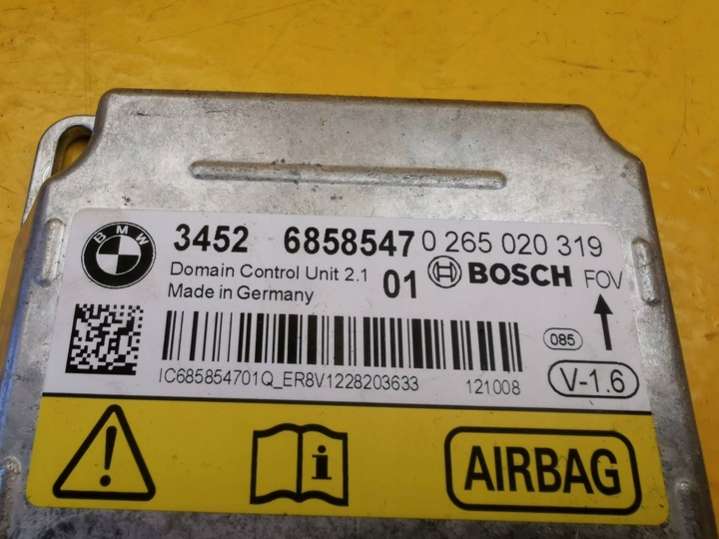 BMW
3452 6858547 0 265 020 319
Domain Control Unit 2.1 01 BOSCH FOV
Made in Germany
085
IC685854701Q_ER8V1228203633 121008
V-1.6
i AIRBAG